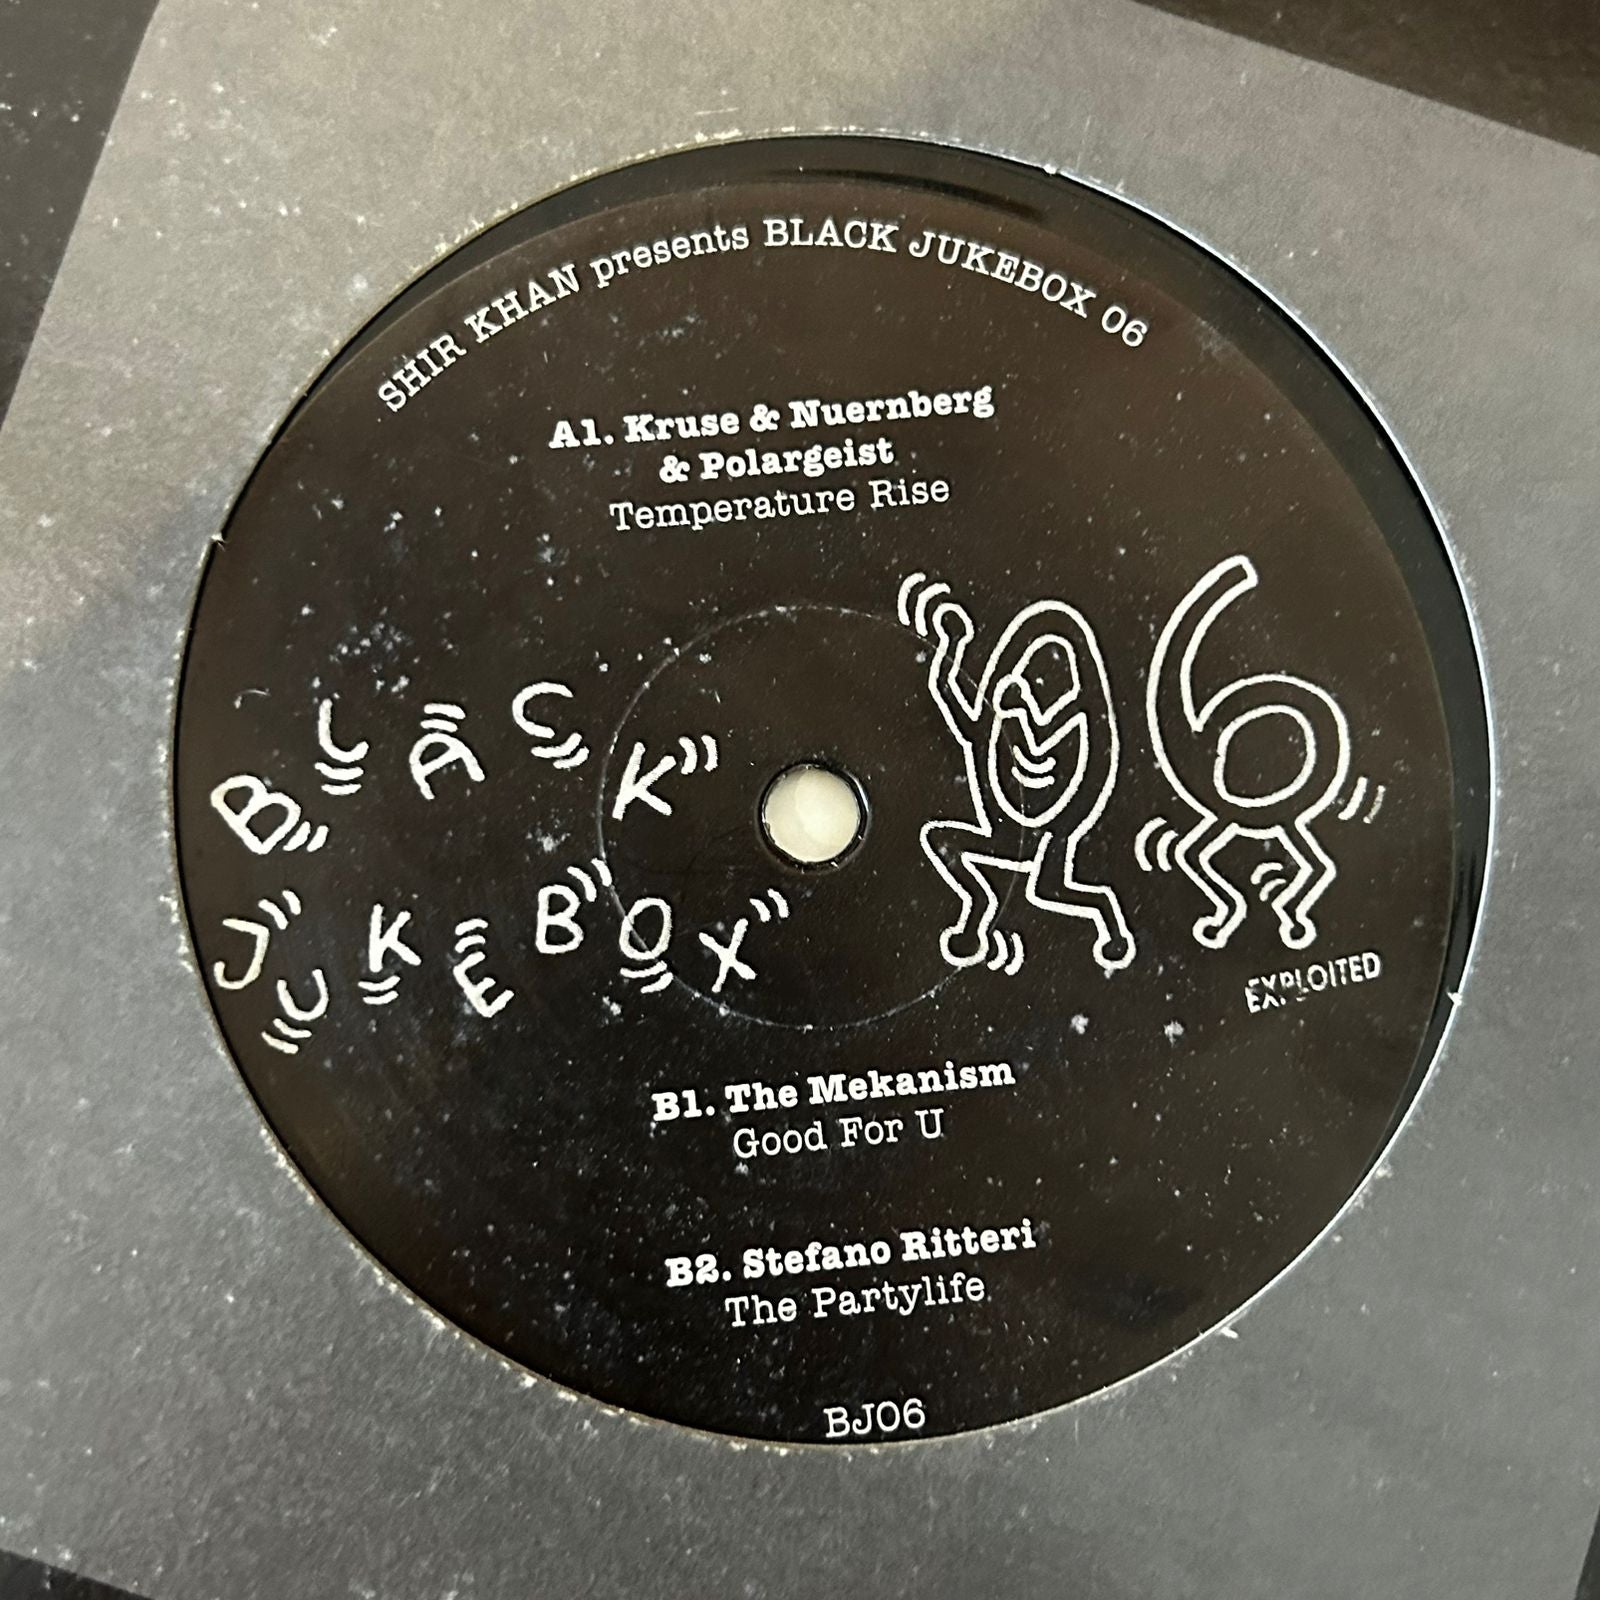 SHIR KHAN presents BLACK JUKEBOX 06
A1. Kruse & Nuernberg
& Polargeist
Temperature Rise
BLACK
JUKEBOX
06
EXPLOITED
B1. The Mekanism
Good For U
B2. Stefano Ritteri
The Partylife
BJ06